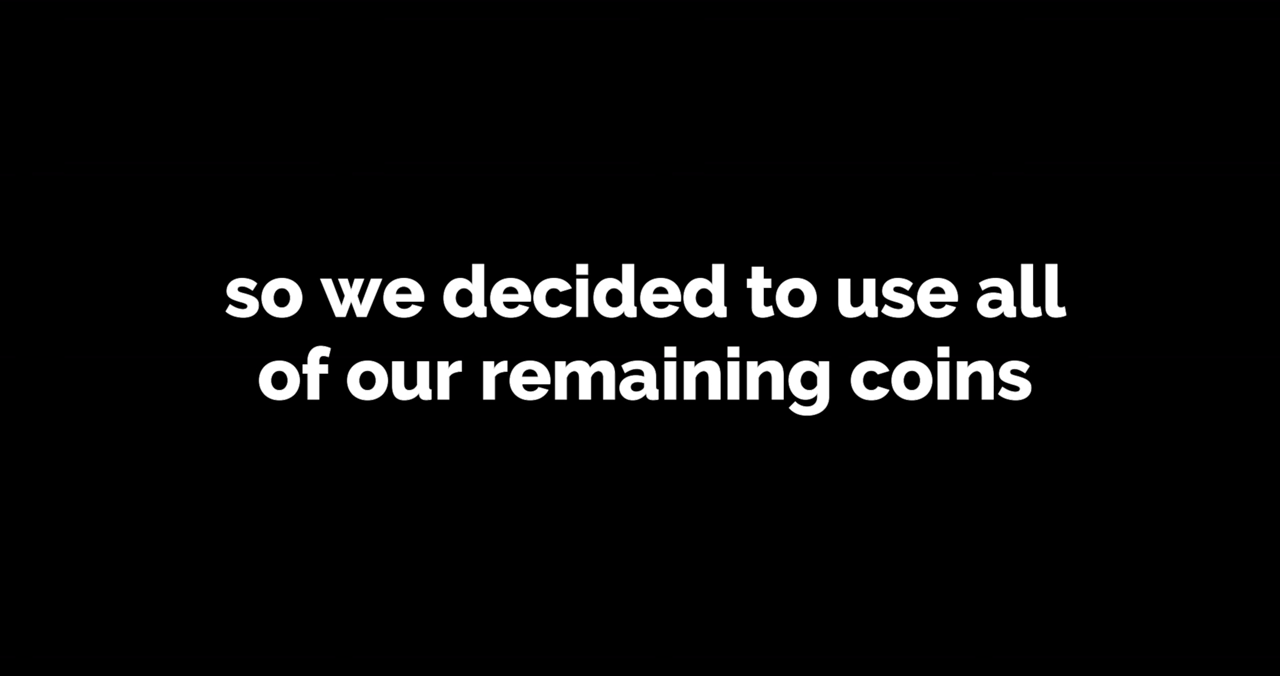 so we decided to use all
of our remaining coins